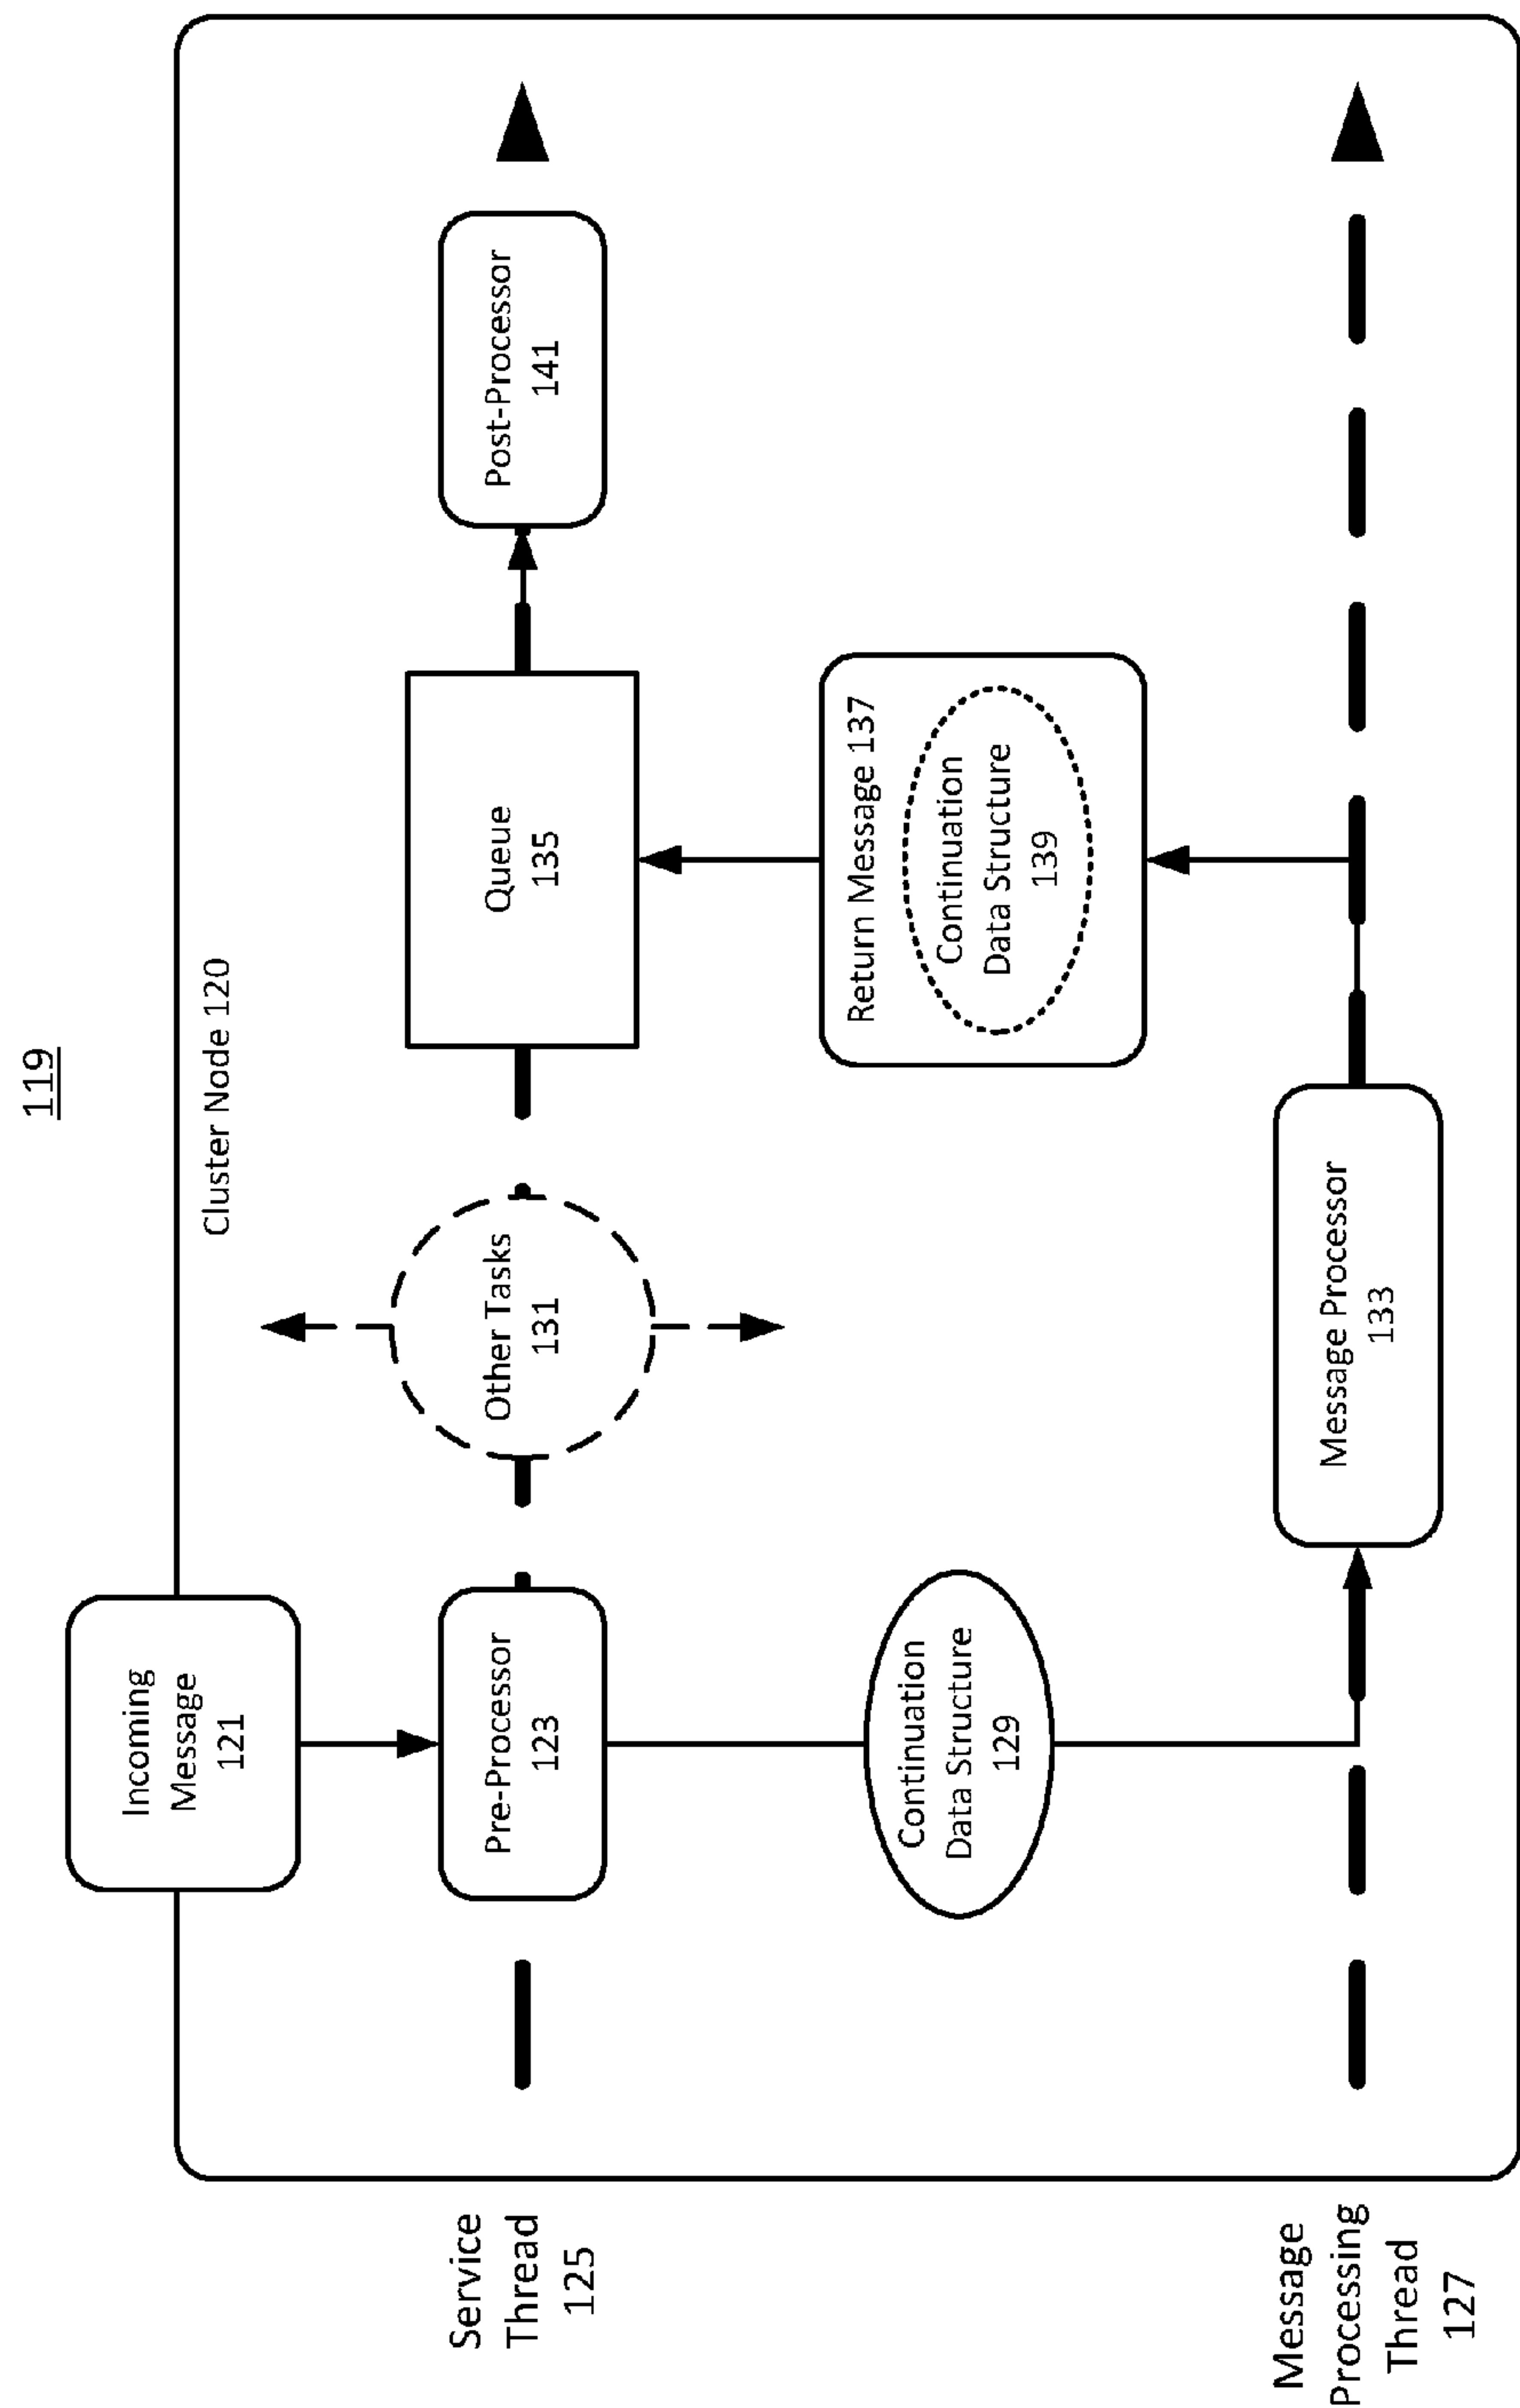 119
Cluster Node 120
Incoming
Message
121
Service
Thread
125
Pre-Processor
123
Other Tasks
131
Queue
135
Post-Processor
141
Continuation
Data Structure
129
Return Message 137
Continuation
Data Structure
139
Message
Processing
Thread
127
Message Processor
133